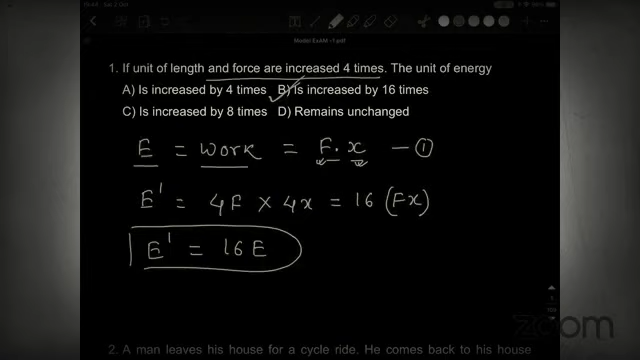 Model ExAM -1.pdf
1. If unit of length and force are increased 4 times. The unit of energy
A) Is increased by 4 times B) Is increased by 16 times
C) Is increased by 8 times D) Remains unchanged
E = work = F . x — ①
E' = 4F × 4x = 16 (Fx)
E' = 16E
2. A man leaves his house for a cycle ride. He comes back to his house
zoom